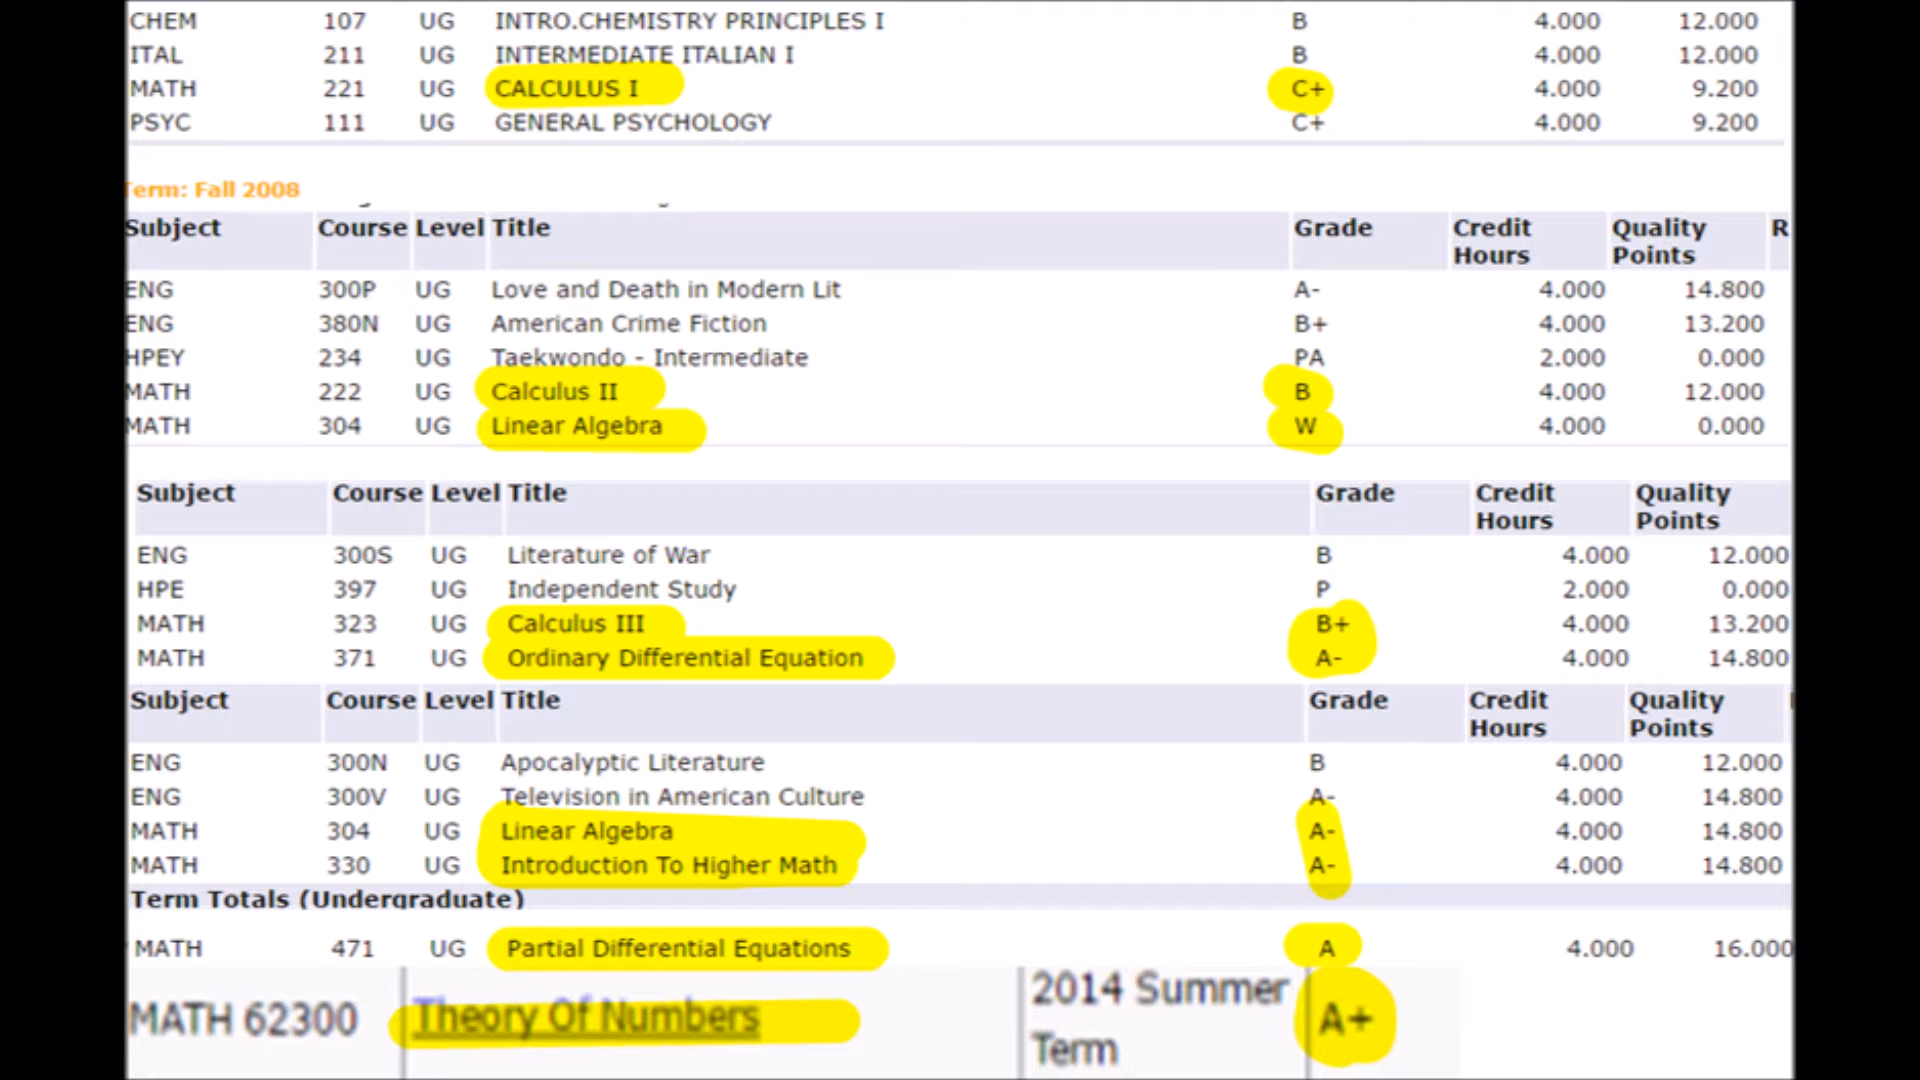 CHEM 107 UG INTRO.CHEMISTRY PRINCIPLES I B 4.000 12.000
ITAL 211 UG INTERMEDIATE ITALIAN I B 4.000 12.000
MATH 221 UG CALCULUS I C+ 4.000 9.200
PSYC 111 UG GENERAL PSYCHOLOGY C+ 4.000 9.200
Term: Fall 2008
Subject Course Level Title Grade Credit Hours Quality Points R
ENG 300P UG Love and Death in Modern Lit A- 4.000 14.800
ENG 380N UG American Crime Fiction B+ 4.000 13.200
HPEY 234 UG Taekwondo - Intermediate PA 2.000 0.000
MATH 222 UG Calculus II B 4.000 12.000
MATH 304 UG Linear Algebra W 4.000 0.000
Subject Course Level Title Grade Credit Hours Quality Points
ENG 300S UG Literature of War B 4.000 12.000
HPE 397 UG Independent Study P 2.000 0.000
MATH 323 UG Calculus III B+ 4.000 13.200
MATH 371 UG Ordinary Differential Equation A- 4.000 14.800
Subject Course Level Title Grade Credit Hours Quality Points
ENG 300N UG Apocalyptic Literature B 4.000 12.000
ENG 300V UG Television in American Culture A- 4.000 14.800
MATH 304 UG Linear Algebra A- 4.000 14.800
MATH 330 UG Introduction To Higher Math A- 4.000 14.800
Term Totals (Undergraduate)
MATH 471 UG Partial Differential Equations A 4.000 16.000
MATH 62300 Theory Of Numbers 2014 Summer Term A+